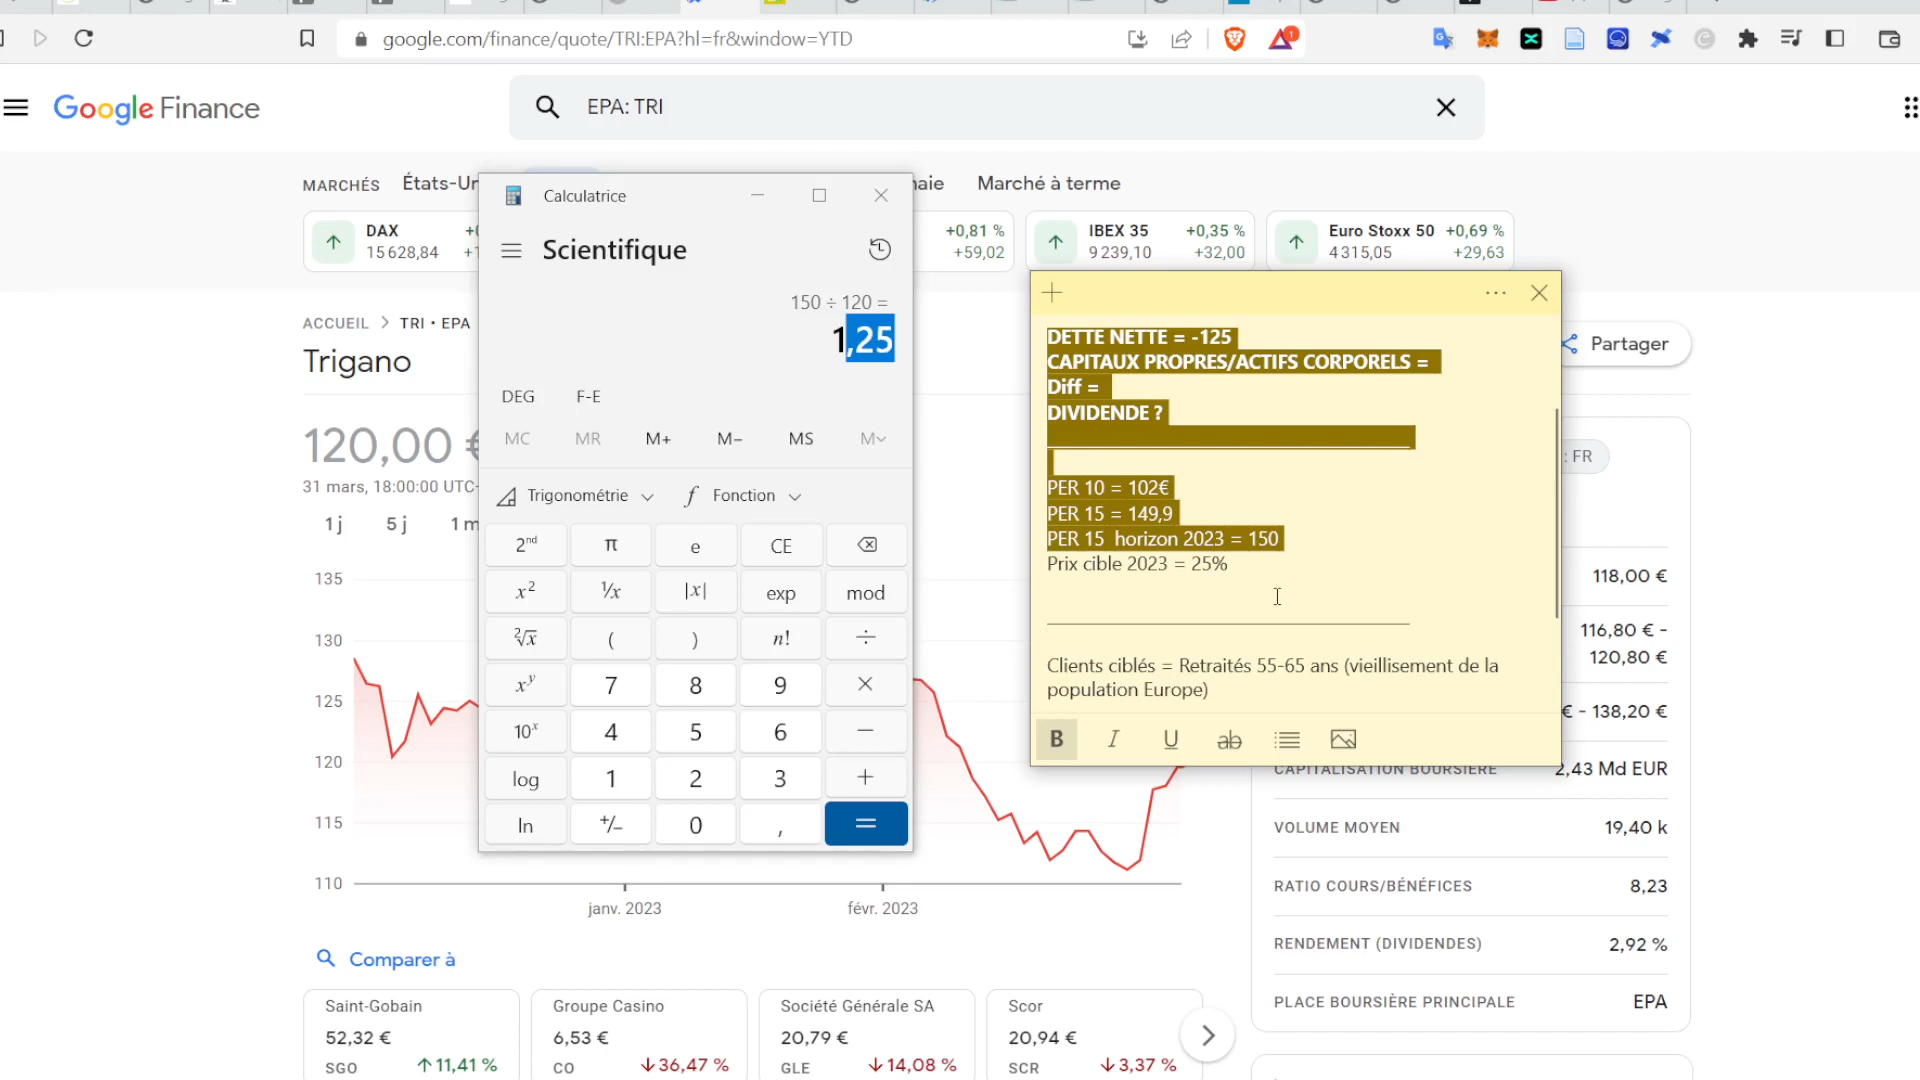 google.com/finance/quote/TRI:EPA?hl=fr&window=YTD
1
Google Finance
EPA: TRI
MARCHÉS
États-Un
naie
Marché à terme
DAX
15 628,84
+0,81 %
+59,02
IBEX 35 +0,35 %
9 239,10 +32,00
Euro Stoxx 50 +0,69 %
4 315,05 +29,63
ACCUEIL > TRI • EPA
Trigano
Partager
120,00 €
31 mars, 18:00:00 UTC-
1 j 5 j 1 m
135
130
125
120
115
110
janv. 2023
févr. 2023
Calculatrice
Scientifique
150 ÷ 120 =
1,25
DEG F-E
MC MR M+ M− MS M
Trigonométrie Fonction
2nd π e CE
x² ¹/x |x| exp mod
²√x ( ) n! ÷
xʸ 7 8 9 ×
10ˣ 4 5 6 −
log 1 2 3 +
ln +/− 0 , =
DETTE NETTE = -125
CAPITAUX PROPRES/ACTIFS CORPORELS =
Diff =
DIVIDENDE ?
PER 10 = 102€
PER 15 = 149,9
PER 15  horizon 2023 = 150
Prix cible 2023 = 25%
Clients ciblés = Retraités 55-65 ans (vieillisement de la
population Europe)
B I U ab
: FR
118,00 €
116,80 € -
120,80 €
€ - 138,20 €
CAPITALISATION BOURSIÈRE 2,43 Md EUR
VOLUME MOYEN 19,40 k
RATIO COURS/BÉNÉFICES 8,23
RENDEMENT (DIVIDENDES) 2,92 %
PLACE BOURSIÈRE PRINCIPALE EPA
Comparer à
Saint-Gobain
52,32 €
SGO 11,41 %
Groupe Casino
6,53 €
CO 36,47 %
Société Générale SA
20,79 €
GLE 14,08 %
Scor
20,94 €
SCR 3,37 %